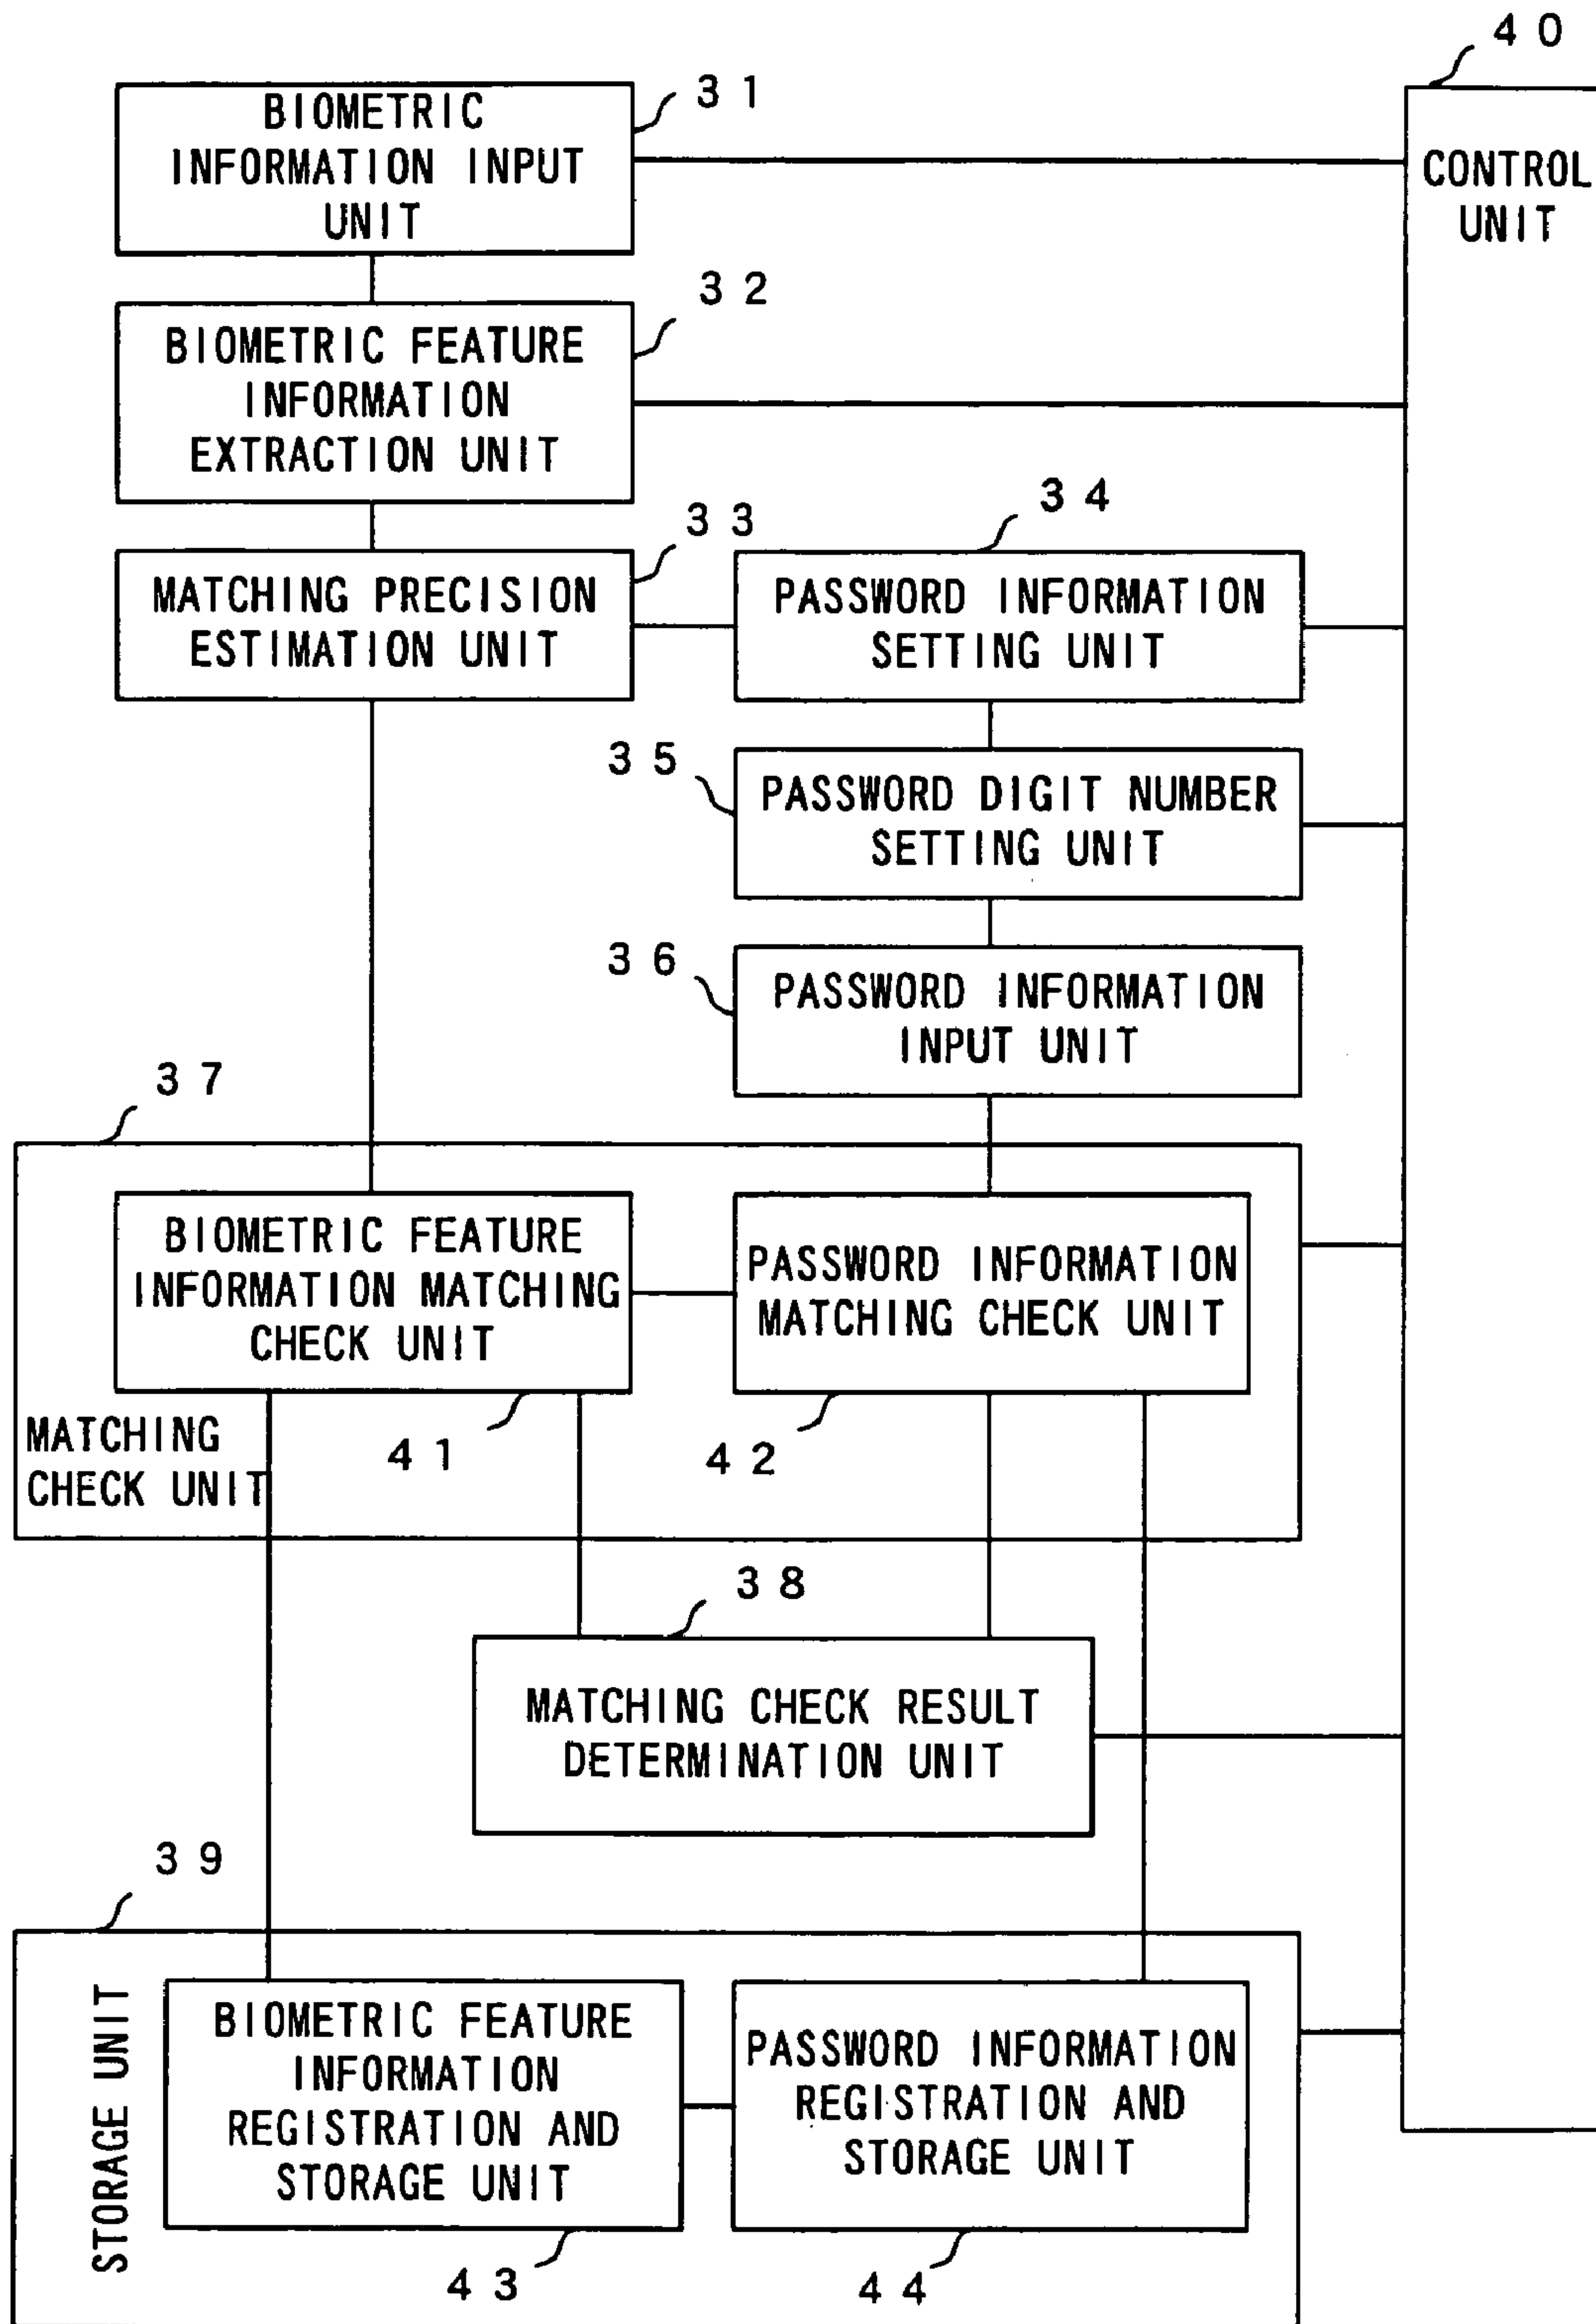 40
31
BIOMETRIC
INFORMATION INPUT
UNIT
CONTROL
UNIT
32
BIOMETRIC FEATURE
INFORMATION
EXTRACTION UNIT
33
MATCHING PRECISION
ESTIMATION UNIT
34
PASSWORD INFORMATION
SETTING UNIT
35
PASSWORD DIGIT NUMBER
SETTING UNIT
36
PASSWORD INFORMATION
INPUT UNIT
37
BIOMETRIC FEATURE
INFORMATION MATCHING
CHECK UNIT
PASSWORD INFORMATION
MATCHING CHECK UNIT
MATCHING
CHECK UNIT
41
42
38
MATCHING CHECK RESULT
DETERMINATION UNIT
39
STORAGE UNIT
BIOMETRIC FEATURE
INFORMATION
REGISTRATION AND
STORAGE UNIT
PASSWORD INFORMATION
REGISTRATION AND
STORAGE UNIT
43
44